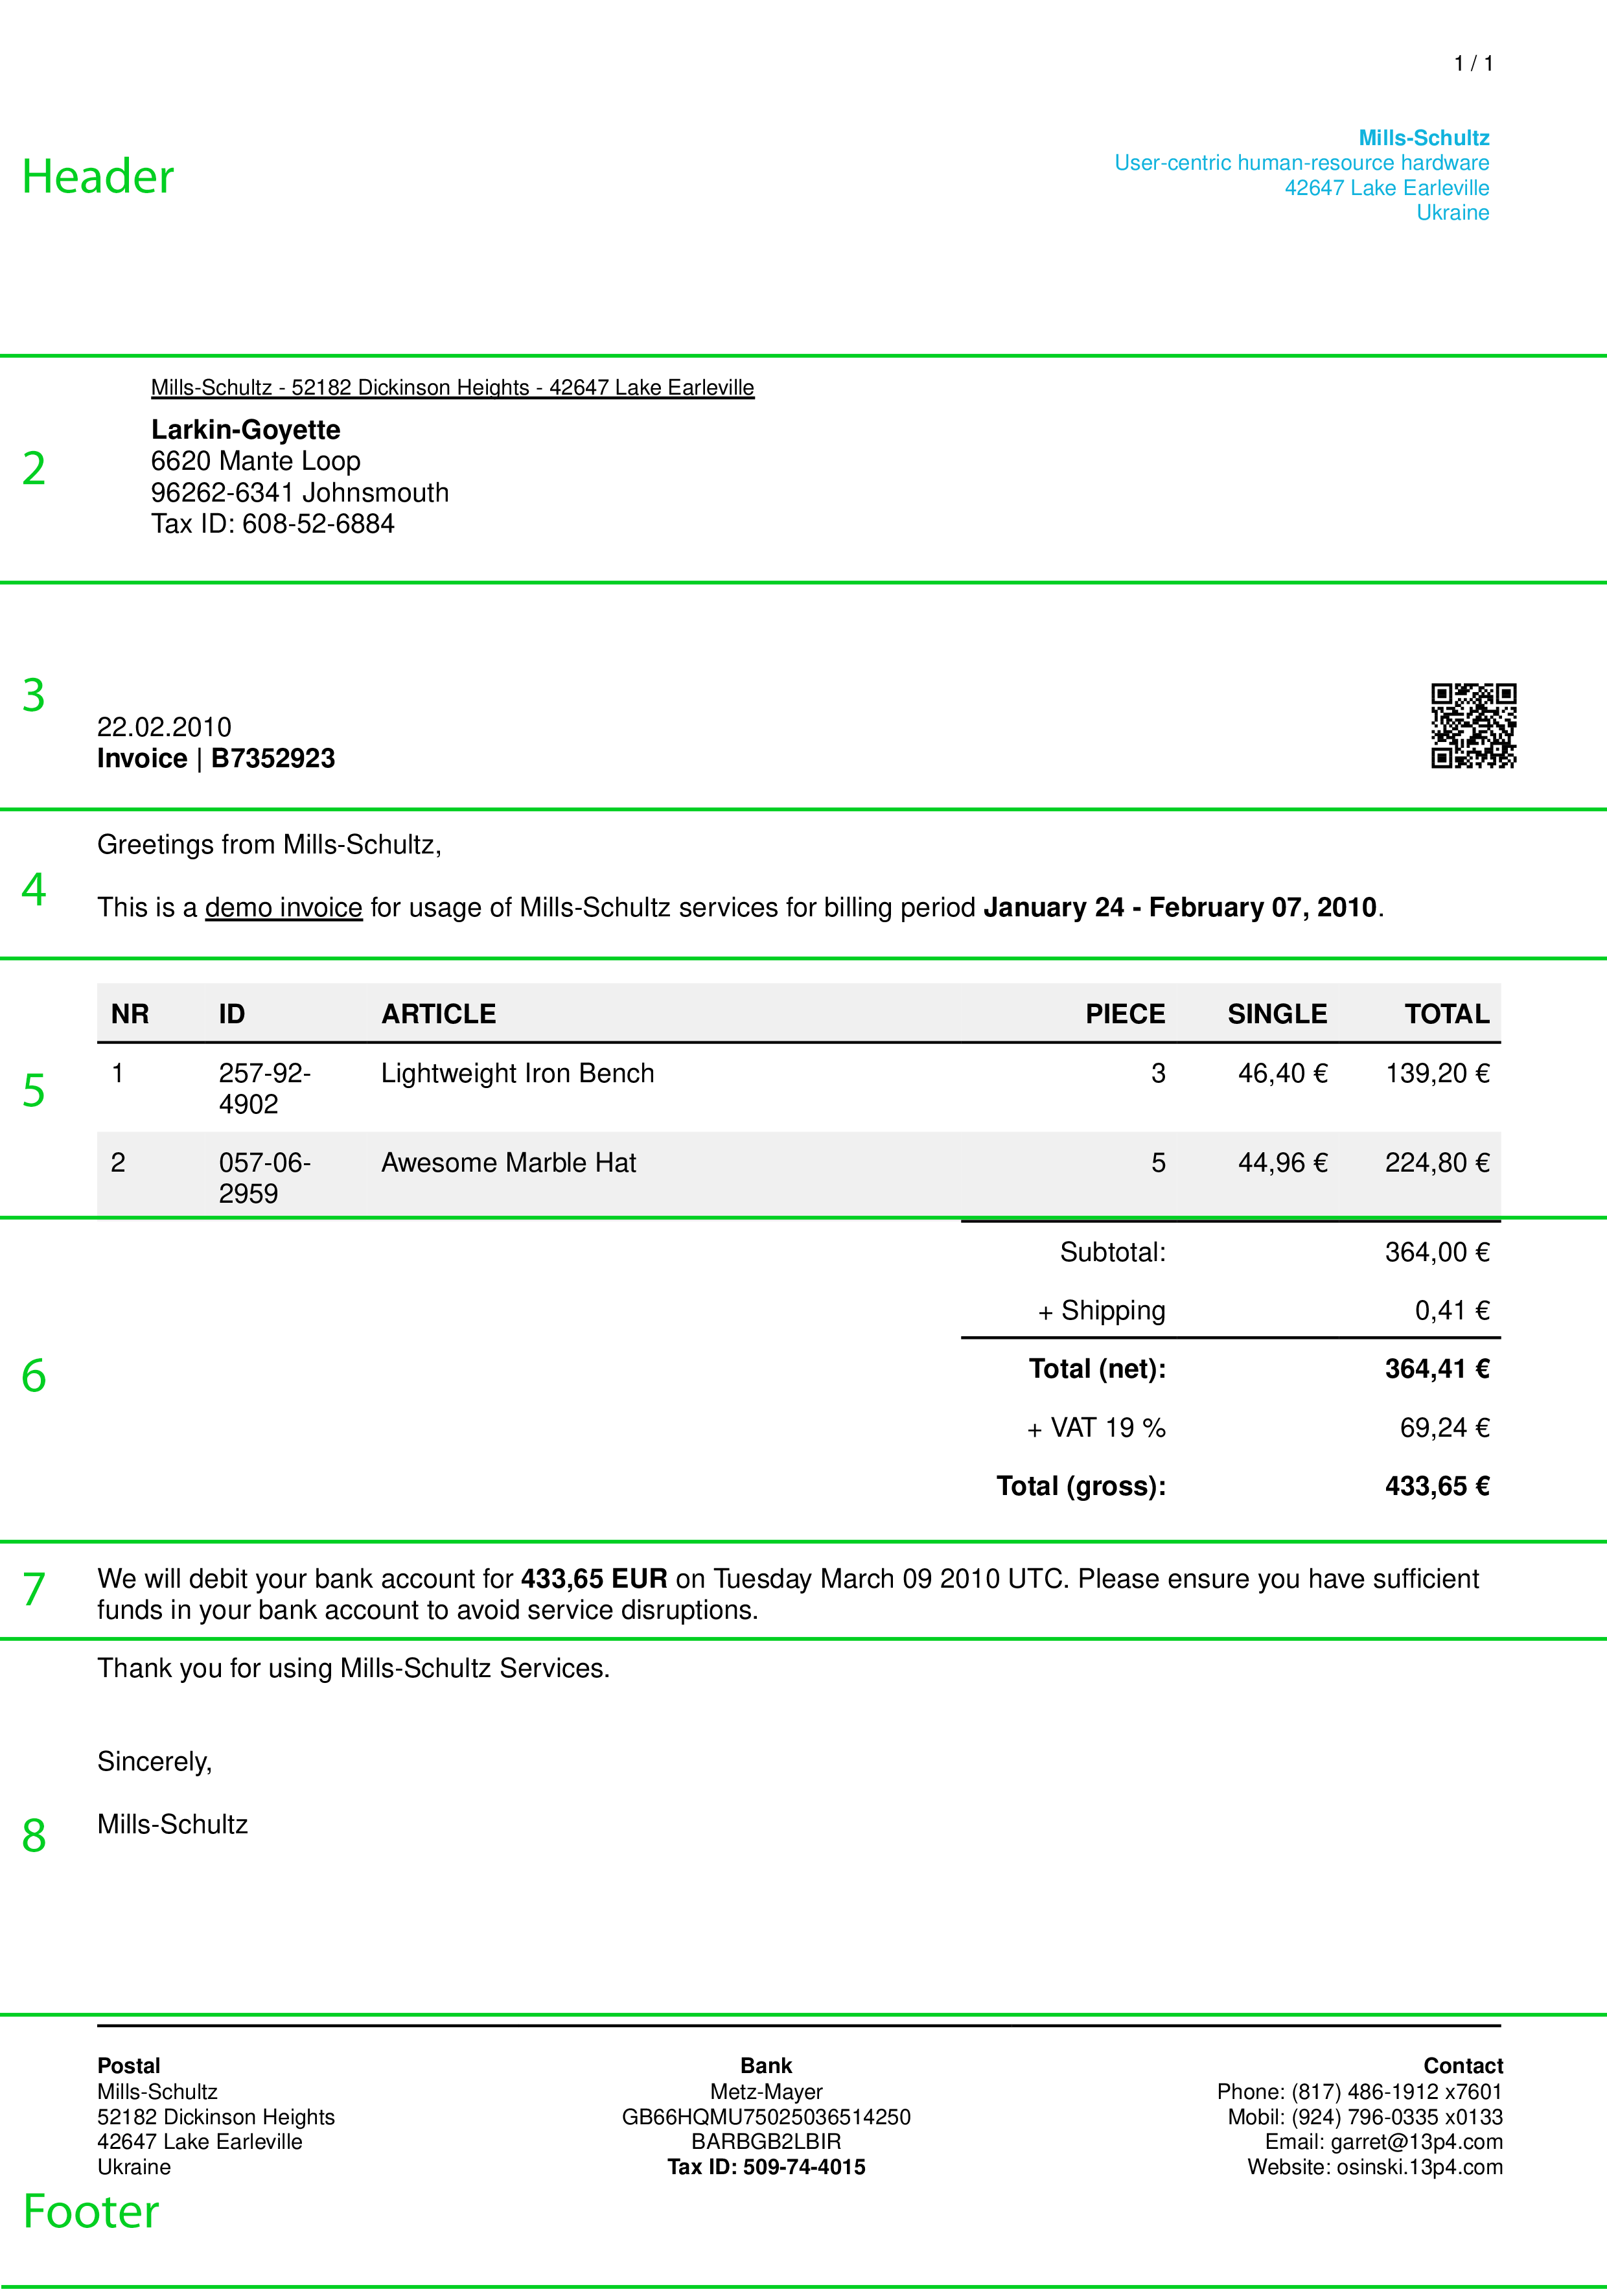 1 / 1
Header
Mills-Schultz
User-centric human-resource hardware
42647 Lake Earleville
Ukraine
Mills-Schultz - 52182 Dickinson Heights - 42647 Lake Earleville
2
Larkin-Goyette
6620 Mante Loop
96262-6341 Johnsmouth
Tax ID: 608-52-6884
3
22.02.2010
Invoice | B7352923
4
Greetings from Mills-Schultz,
This is a demo invoice for usage of Mills-Schultz services for billing period January 24 - February 07, 2010.
5
NR ID ARTICLE PIECE SINGLE TOTAL
1 257-92- Lightweight Iron Bench 3 46,40 € 139,20 €
4902
2 057-06- Awesome Marble Hat 5 44,96 € 224,80 €
2959
6
Subtotal: 364,00 €
+ Shipping 0,41 €
Total (net): 364,41 €
+ VAT 19 % 69,24 €
Total (gross): 433,65 €
7
We will debit your bank account for 433,65 EUR on Tuesday March 09 2010 UTC. Please ensure you have sufficient
funds in your bank account to avoid service disruptions.
8
Thank you for using Mills-Schultz Services.
Sincerely,
Mills-Schultz
Postal
Mills-Schultz
52182 Dickinson Heights
42647 Lake Earleville
Ukraine
Bank
Metz-Mayer
GB66HQMU75025036514250
BARBGB2LBIR
Tax ID: 509-74-4015
Contact
Phone: (817) 486-1912 x7601
Mobil: (924) 796-0335 x0133
Email: garret@13p4.com
Website: osinski.13p4.com
Footer